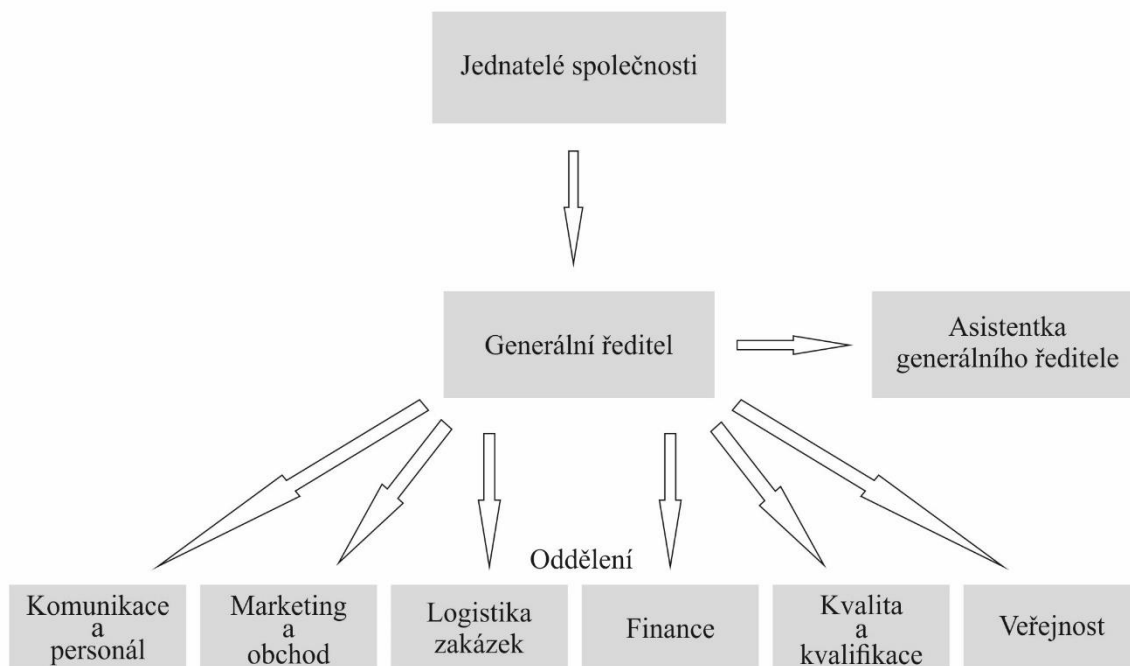 Jednatelé společnosti
Generální ředitel
Asistentka
generálního ředitele
Oddělení
Komunikace
a
personál
Marketing
a
obchod
Logistika
zakázek
Finance
Kvalita
a
kvalifikace
Veřejnost